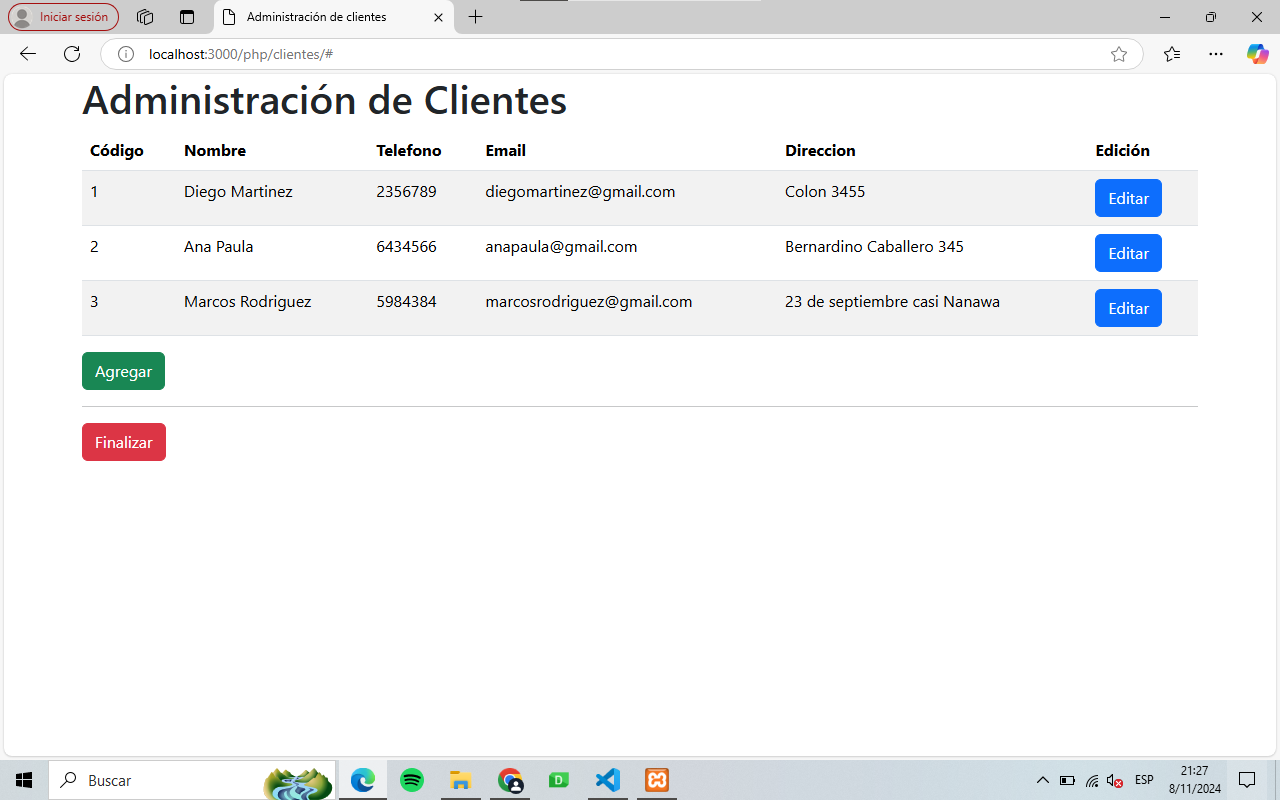 Iniciar sesión
Administración de clientes
localhost:3000/php/clientes/#
Administración de Clientes
Código Nombre Telefono Email Direccion Edición
1 Diego Martinez 2356789 diegomartinez@gmail.com Colon 3455 Editar
2 Ana Paula 6434566 anapaula@gmail.com Bernardino Caballero 345 Editar
3 Marcos Rodriguez 5984384 marcosrodriguez@gmail.com 23 de septiembre casi Nanawa Editar
Agregar
Finalizar
Buscar
D
ESP
21:27
8/11/2024